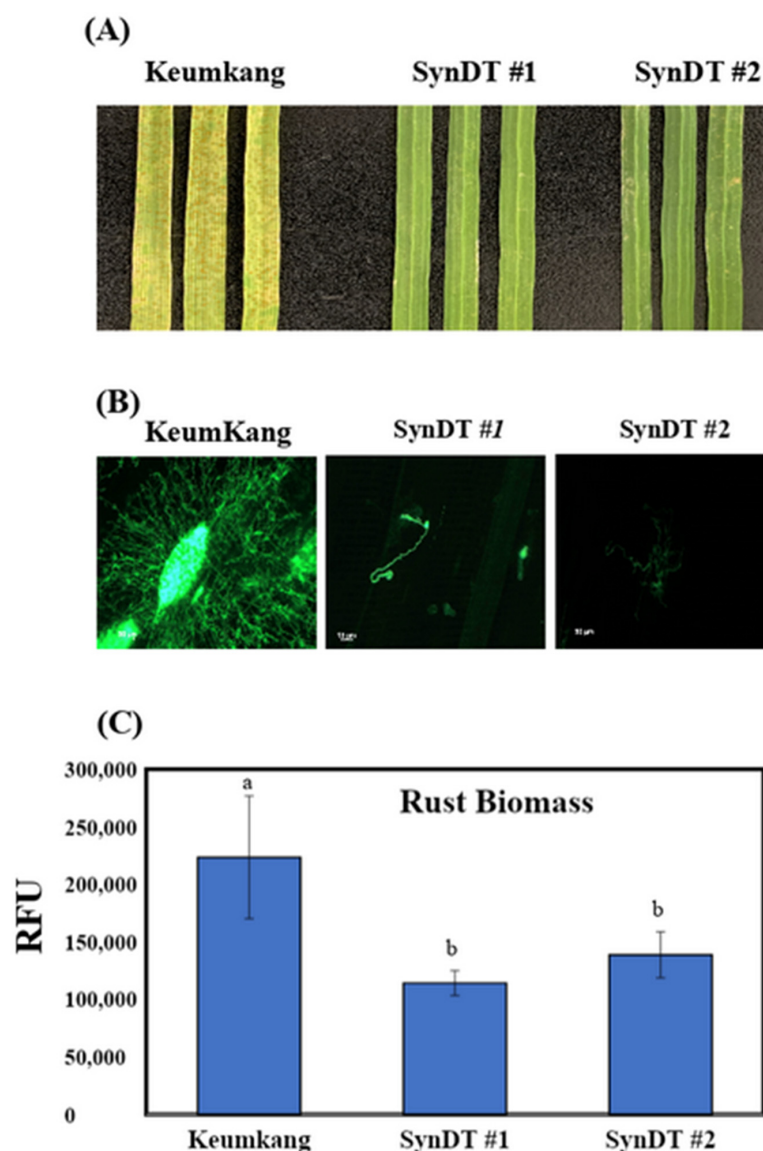 (A)
Keumkang SynDT #1 SynDT #2
(B)
KeumKang SynDT #1 SynDT #2
(C)
300,000
250,000
200,000
150,000
100,000
50,000
0
RFU
Rust Biomass
a
b
b
Keumkang SynDT #1 SynDT #2